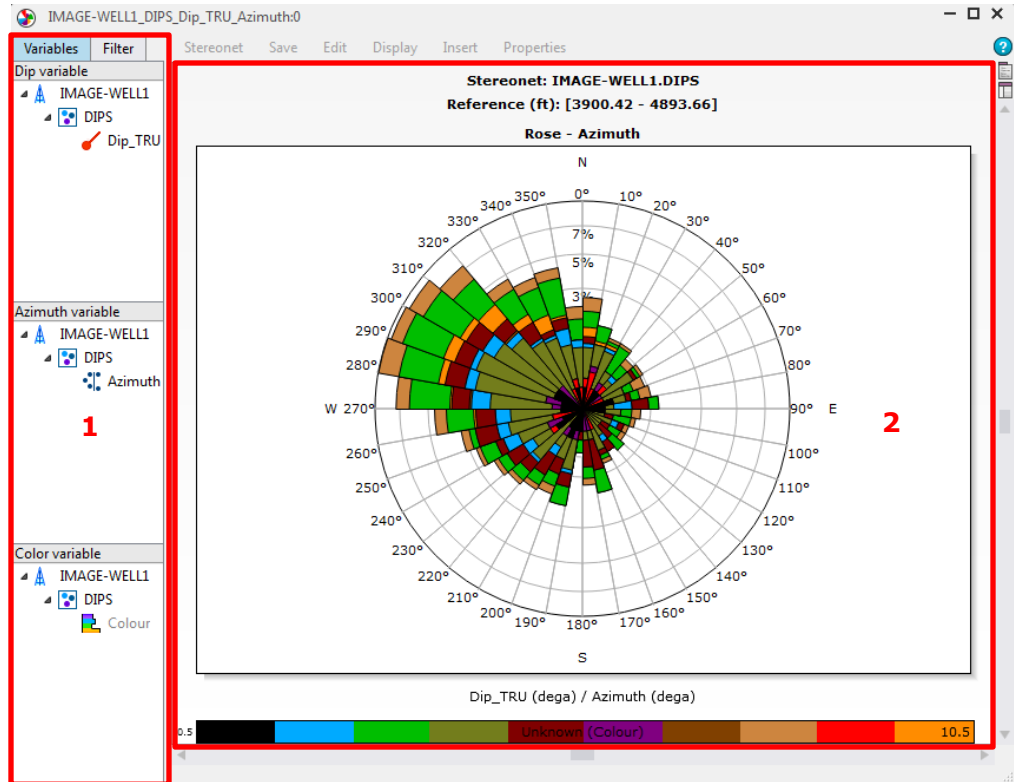 IMAGE-WELL1_DIPS_Dip_TRU_Azimuth:0
Variables Filter Stereonet Save Edit Display Insert Properties ?
Dip variable
IMAGE-WELL1
DIPS
Dip_TRU
Azimuth variable
IMAGE-WELL1
DIPS
Azimuth
1
Color variable
IMAGE-WELL1
DIPS
Colour
Stereonet: IMAGE-WELL1.DIPS
Reference (ft): [3900.42 - 4893.66]
Rose - Azimuth
N
0°
10°
20°
30°
40°
50°
60°
70°
80°
90° E
100°
110°
120°
130°
140°
150°
160°
170°
180°
190°
200°
210°
220°
230°
240°
250°
260°
W 270°
280°
290°
300°
310°
320°
330°
340°
350°
7%
5%
3%
S
2
Dip_TRU (dega) / Azimuth (dega)
0.5 Unknown (Colour) 10.5